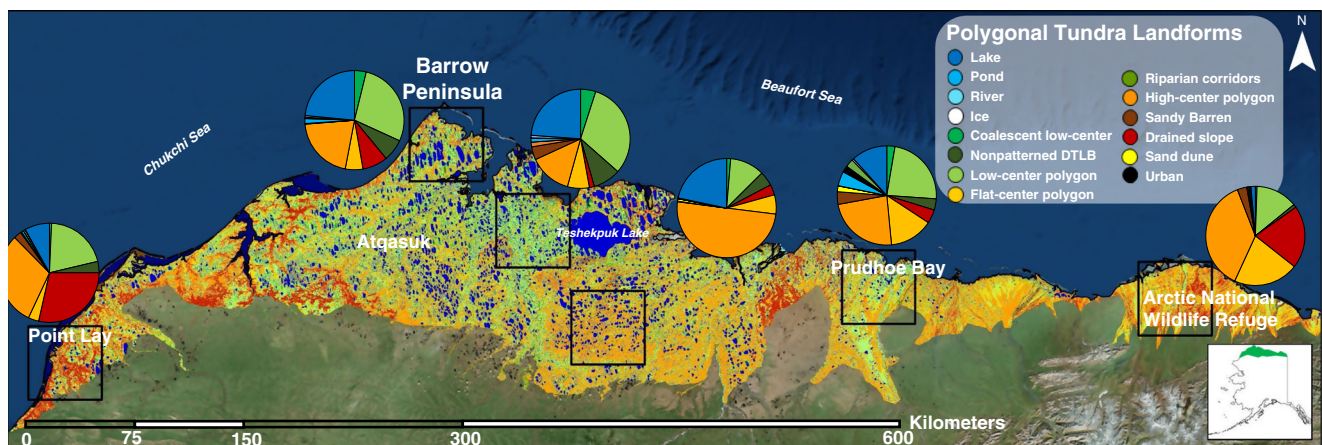 N
Polygonal Tundra Landforms
Lake
Pond
River
Ice
Coalescent low-center
Nonpatterned DTLB
Low-center polygon
Flat-center polygon
Riparian corridors
High-center polygon
Sandy Barren
Drained slope
Sand dune
Urban
Barrow
Peninsula
Beaufort Sea
Chukchi Sea
Atqasuk
Teshekpuk Lake
Prudhoe Bay
Arctic National
Wildlife Refuge
Point Lay
Kilometers
0 75 150 300 600